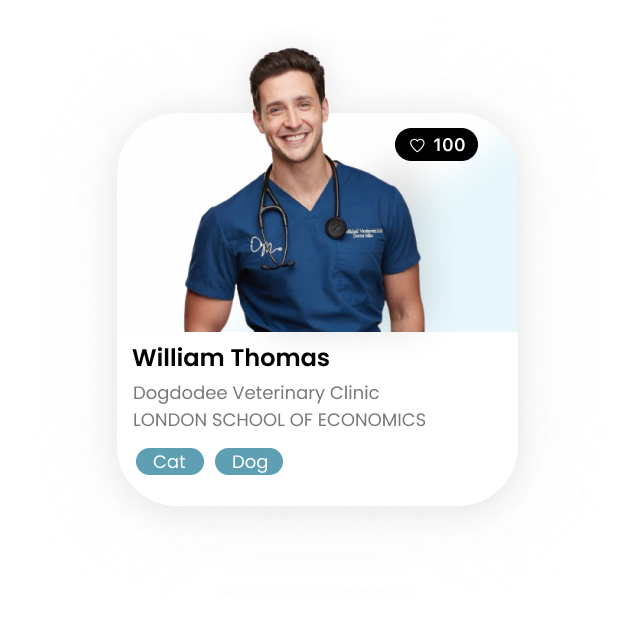 100
William Thomas
Dogdodee Veterinary Clinic
LONDON SCHOOL OF ECONOMICS
Cat Dog